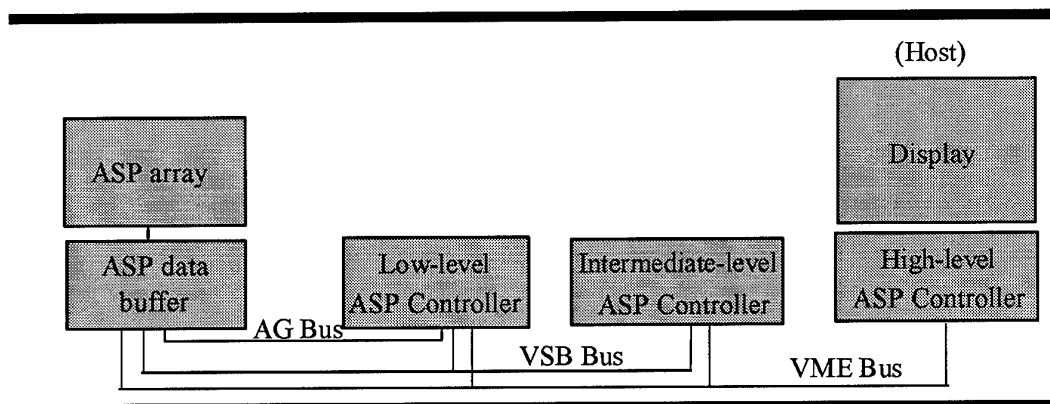 (Host)
ASP array
Display
ASP data
buffer
Low-level
ASP Controller
Intermediate-level
ASP Controller
High-level
ASP Controller
AG Bus
VSB Bus
VME Bus